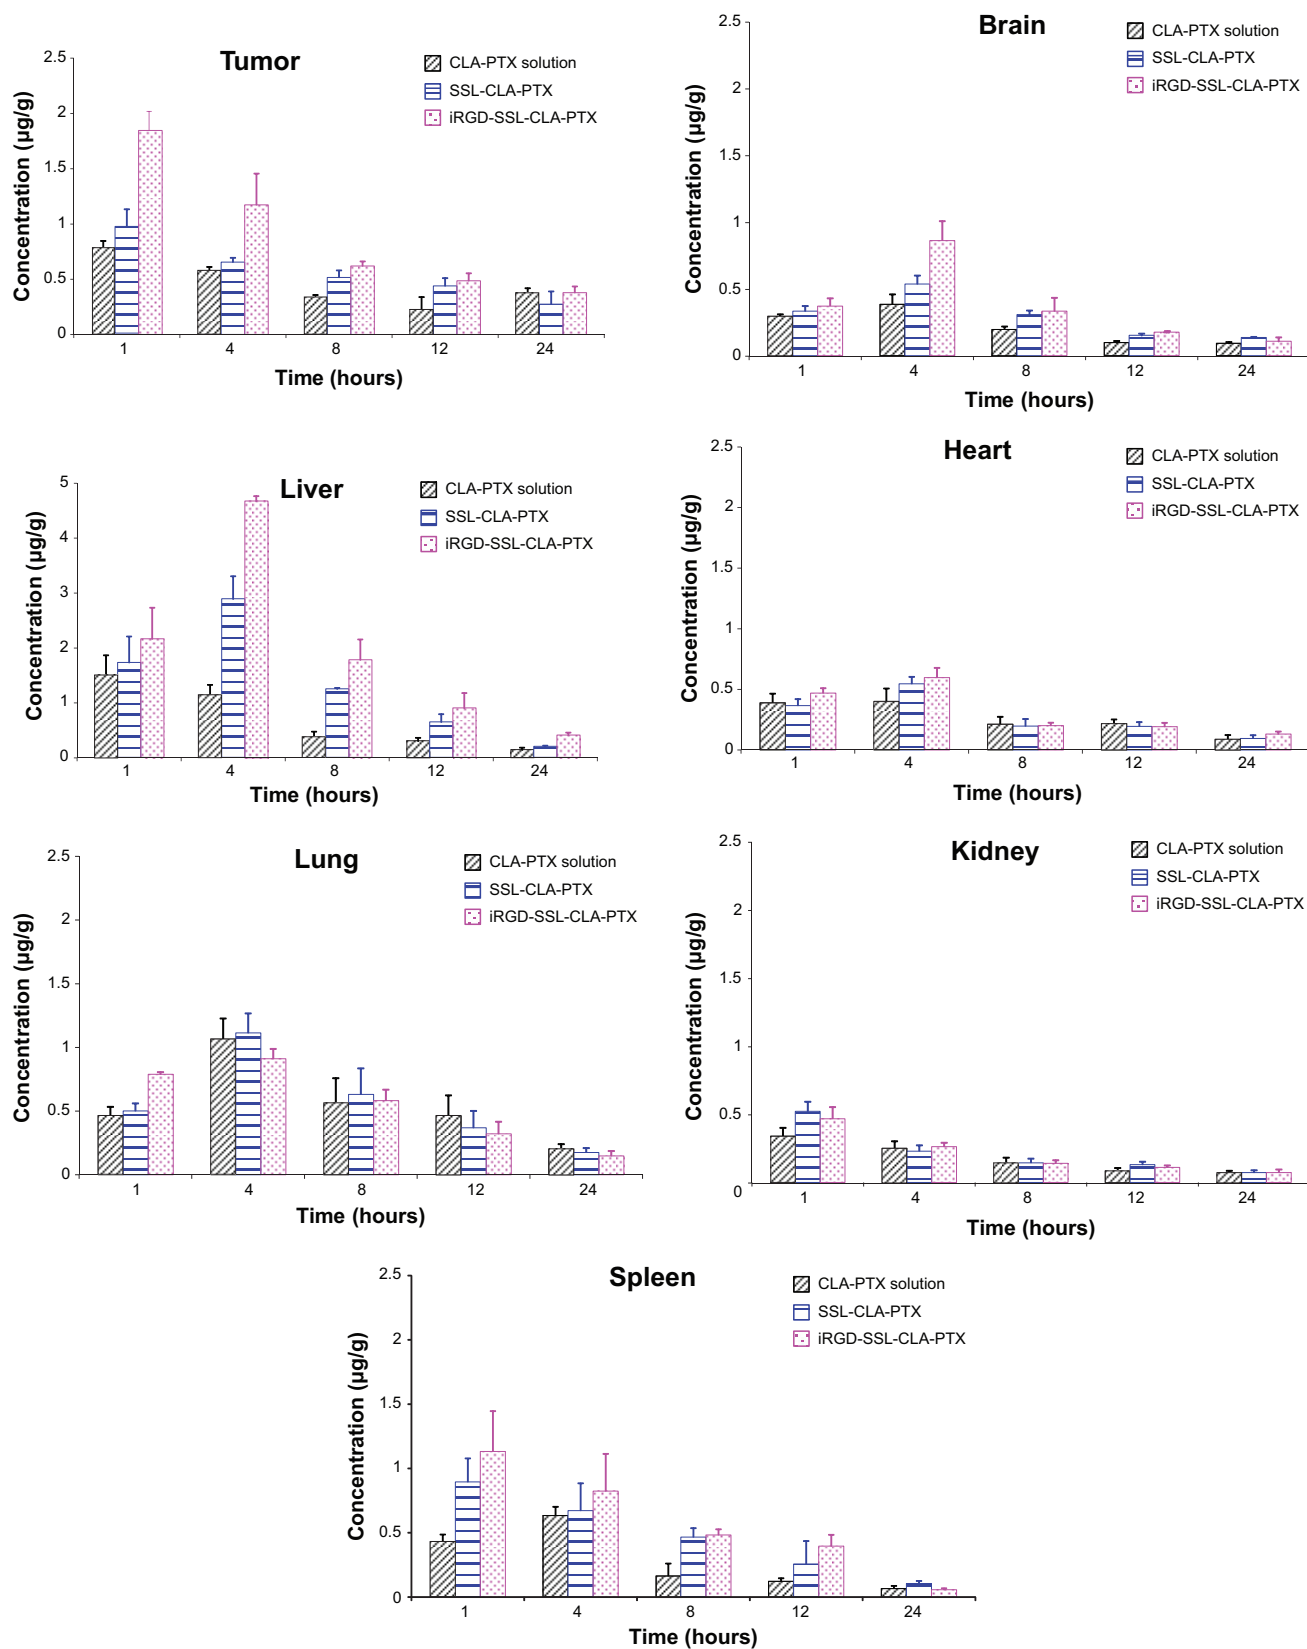 Tumor
CLA-PTX solution
SSL-CLA-PTX
iRGD-SSL-CLA-PTX
Concentration (µg/g)
2.5
2
1.5
1
0.5
0
1 4 8 12 24
Time (hours)
Brain
CLA-PTX solution
SSL-CLA-PTX
iRGD-SSL-CLA-PTX
Concentration (µg/g)
2.5
2
1.5
1
0.5
0
1 4 8 12 24
Time (hours)
Liver
CLA-PTX solution
SSL-CLA-PTX
iRGD-SSL-CLA-PTX
Concentration (µg/g)
5
4
3
2
1
0
1 4 8 12 24
Time (hours)
Heart
CLA-PTX solution
SSL-CLA-PTX
iRGD-SSL-CLA-PTX
Concentration (µg/g)
2.5
2
1.5
1
0.5
0
1 4 8 12 24
Time (hours)
Lung
CLA-PTX solution
SSL-CLA-PTX
iRGD-SSL-CLA-PTX
Concentration (µg/g)
2.5
2
1.5
1
0.5
0
1 4 8 12 24
Time (hours)
Kidney
CLA-PTX solution
SSL-CLA-PTX
iRGD-SSL-CLA-PTX
Concentration (µg/g)
2.5
2
1.5
1
0.5
0
1 4 8 12 24
Time (hours)
Spleen
CLA-PTX solution
SSL-CLA-PTX
iRGD-SSL-CLA-PTX
Concentration (µg/g)
2.5
2
1.5
1
0.5
0
1 4 8 12 24
Time (hours)